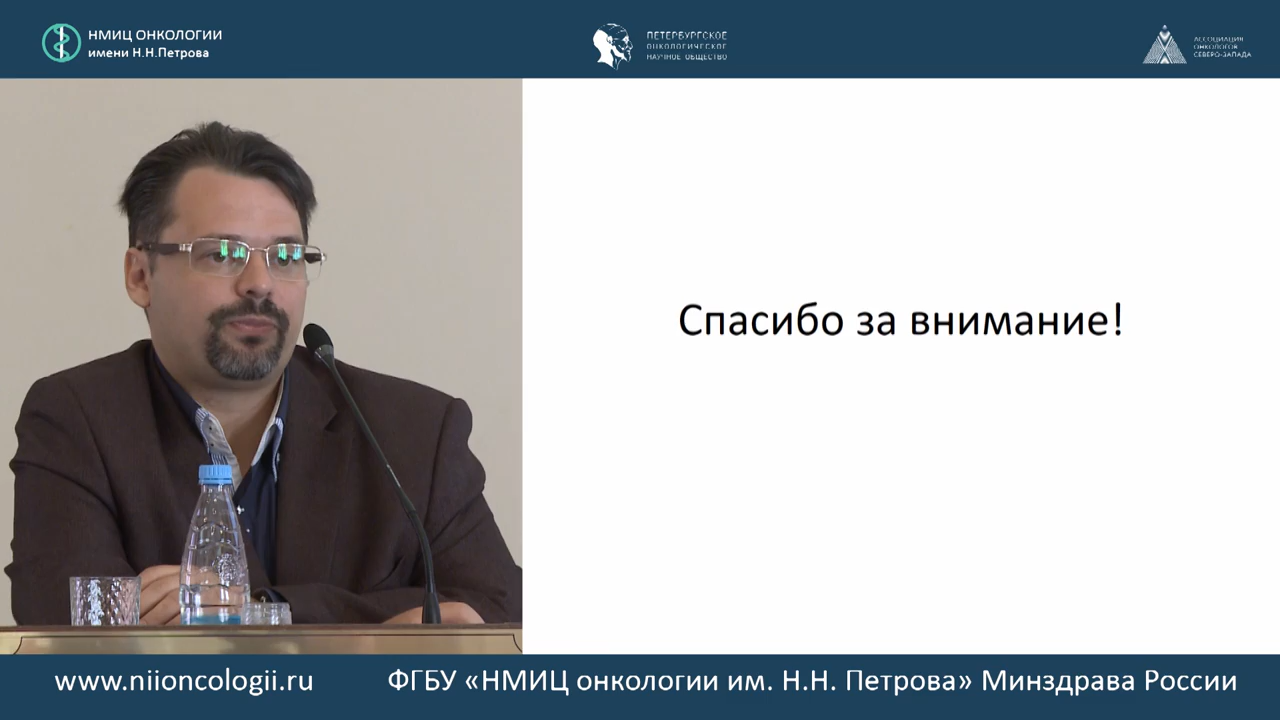 НМИЦ ОНКОЛОГИИ
имени Н.Н.Петрова
ПЕТЕРБУРГСКОЕ
ОНКОЛОГИЧЕСКОЕ
НАУЧНОЕ ОБЩЕСТВО
АССОЦИАЦИЯ
ОНКОЛОГОВ
СЕВЕРО-ЗАПАДА
Спасибо за внимание!
www.niioncologii.ru
ФГБУ «НМИЦ онкологии им. Н.Н. Петрова» Минздрава России